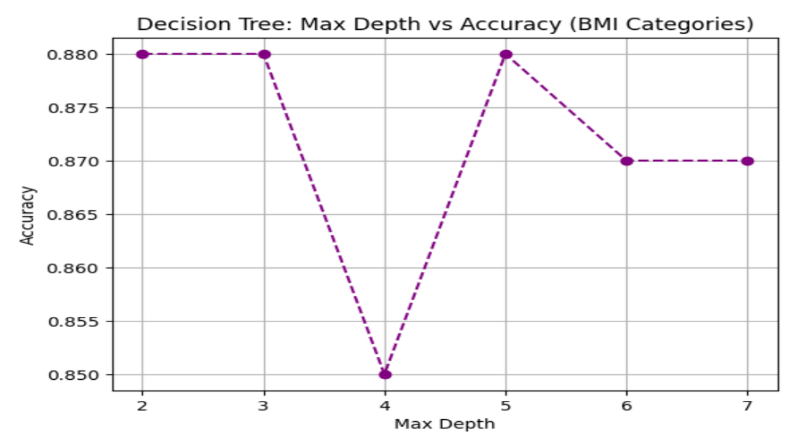 Decision Tree: Max Depth vs Accuracy (BMI Categories)
0.880
0.875
0.870
0.865
0.860
0.855
0.850
Accuracy
2 3 4 5 6 7
Max Depth